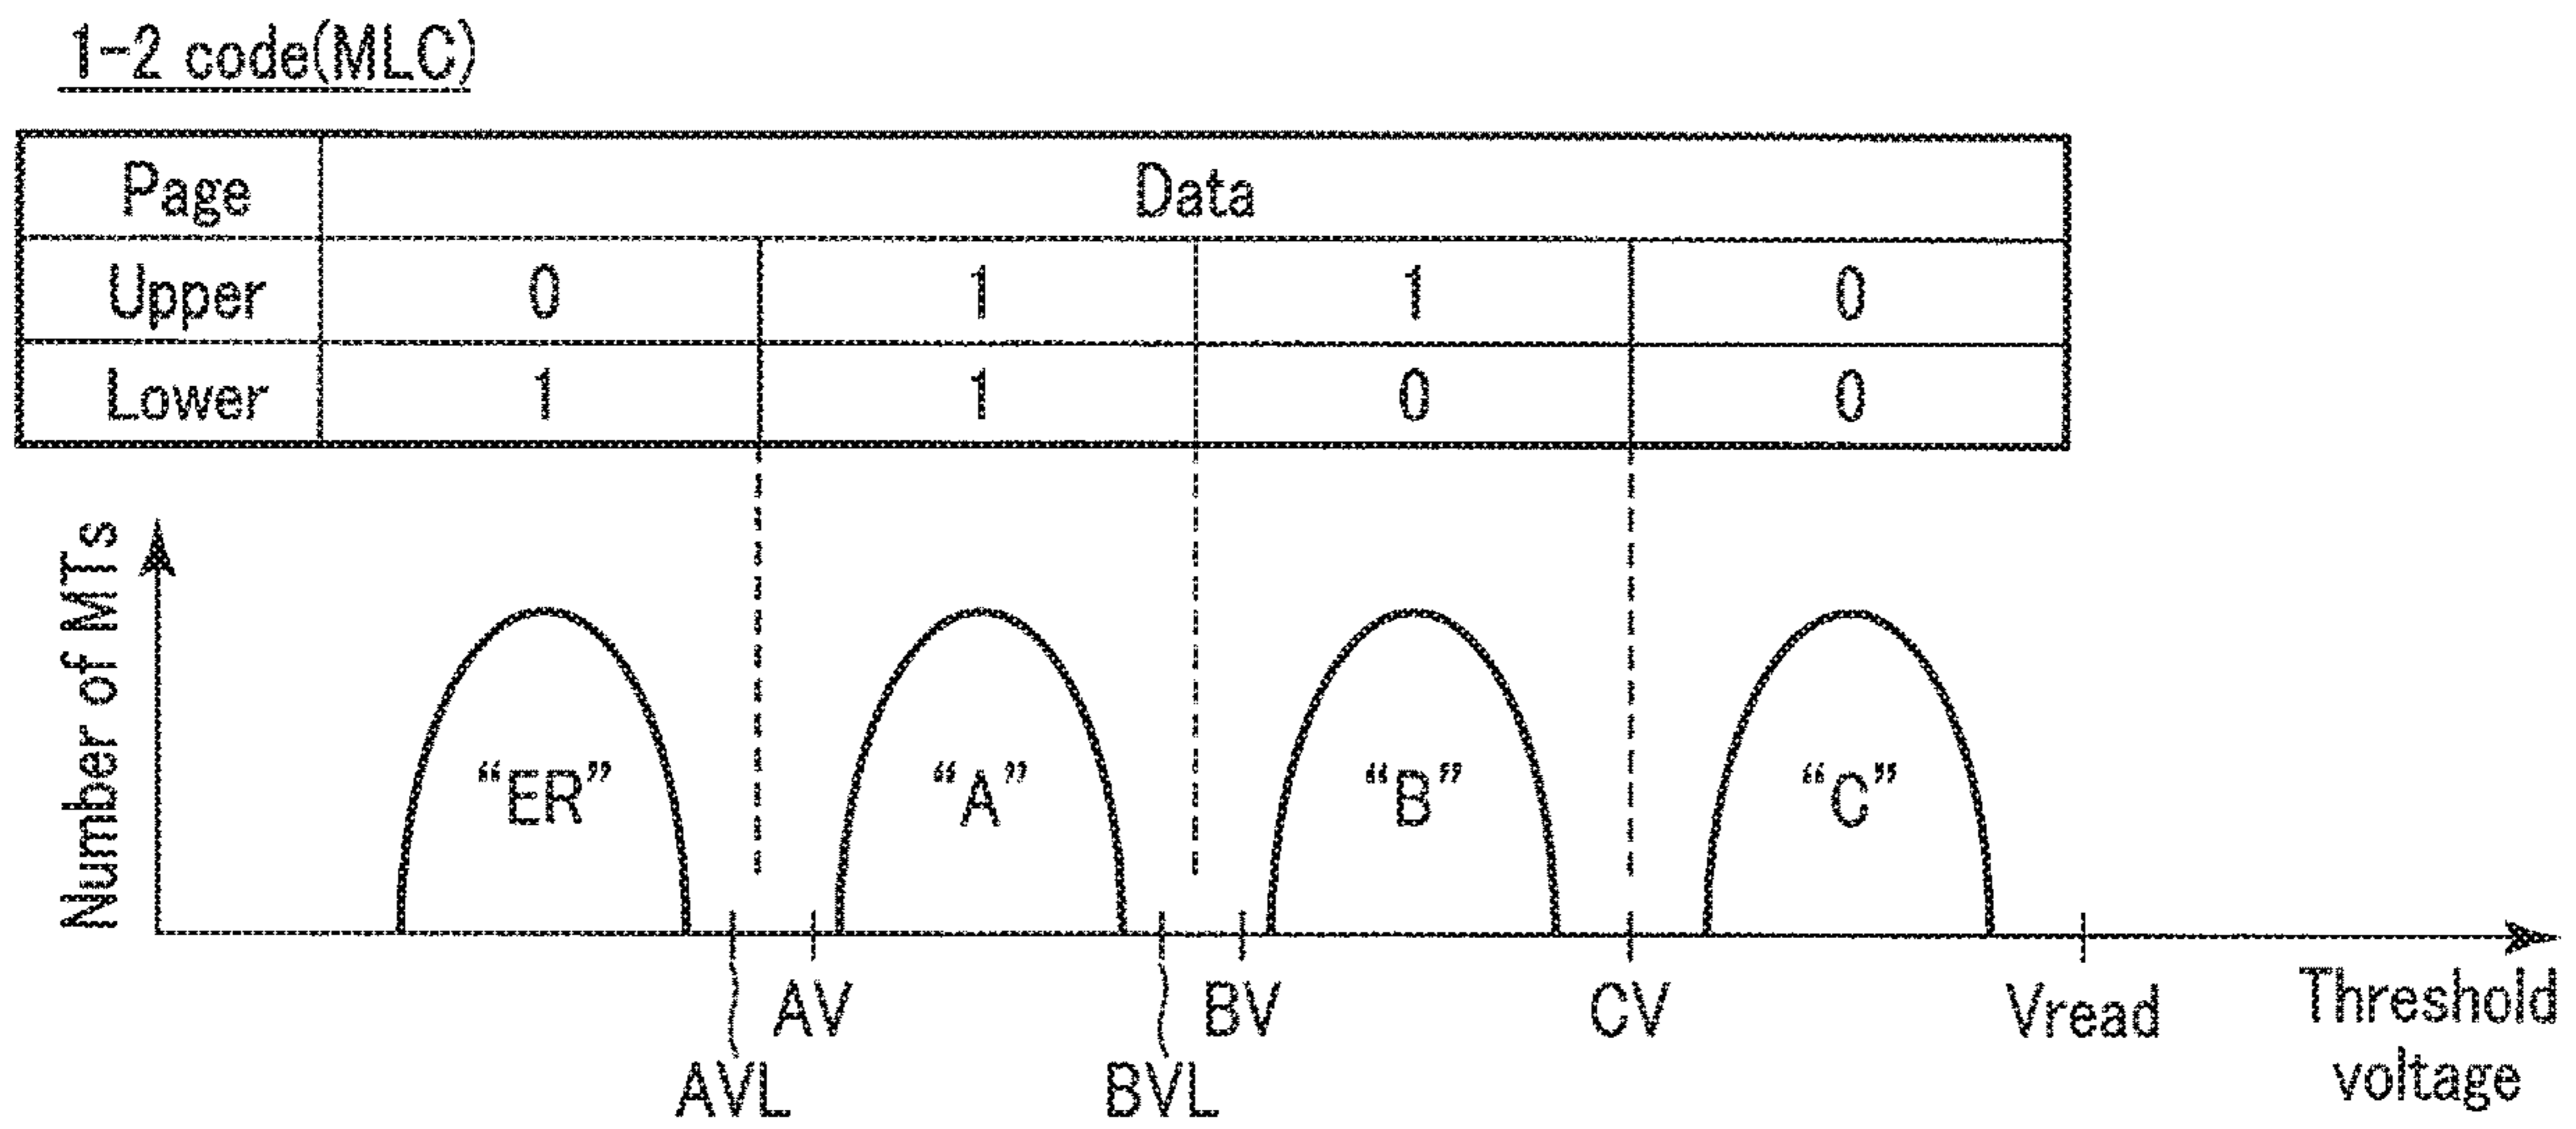 1-2 code(MLC)
Page Data
Upper 0 1 1 0
Lower 1 1 0 0
Number of MTs
“ER” “A” “B” “C”
AV BV CV Vread Threshold
voltage
AVL BVL